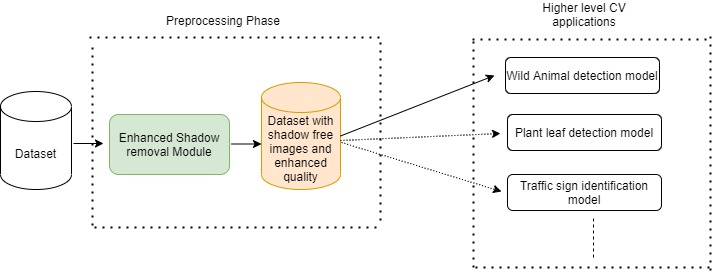 Preprocessing Phase
Higher level CV
applications
Dataset
Enhanced Shadow
removal Module
Dataset with
shadow free
images and
enhanced
quality
Wild Animal detection model
Plant leaf detection model
Traffic sign identification
model